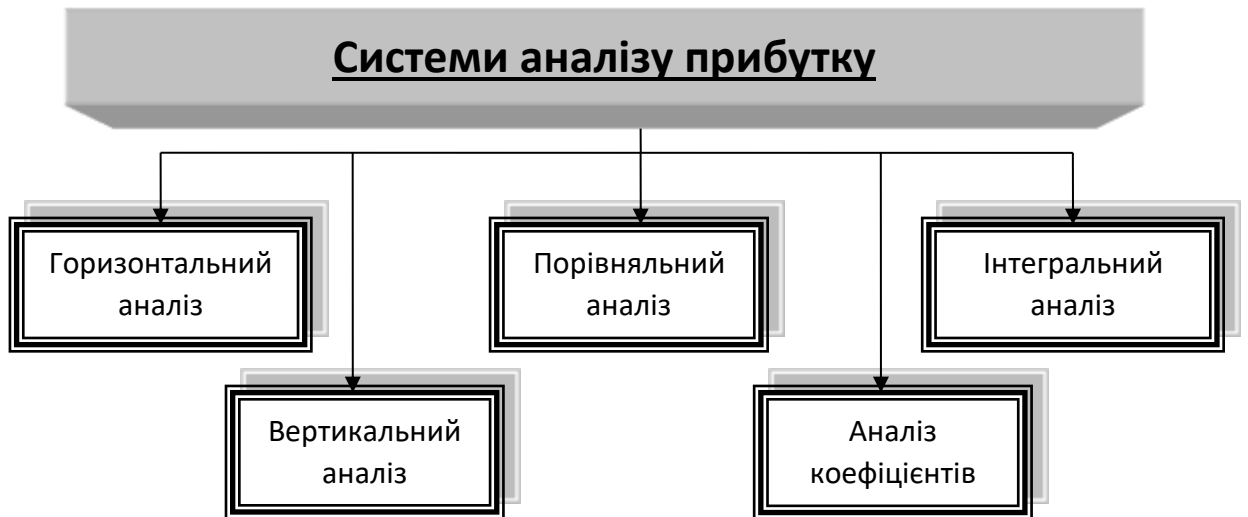 Системи аналізу прибутку
Горизонтальний
аналіз
Порівняльний
аналіз
Інтегральний
аналіз
Вертикальний
аналіз
Аналіз
коефіцієнтів